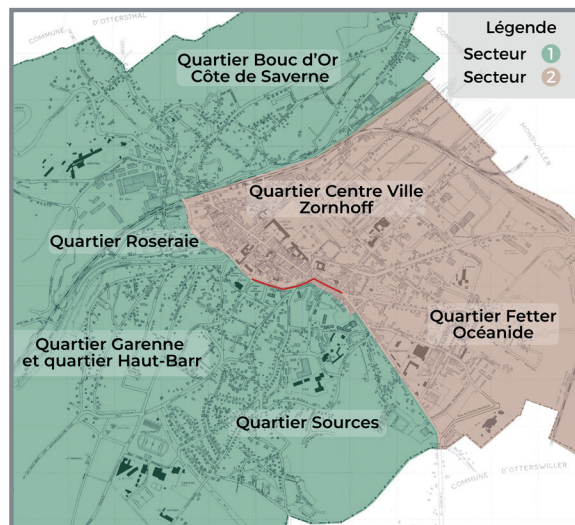 COMMUNE D'OTTERSTHAL
Légende
Secteur 1
Secteur 2
Quartier Bouc d'Or
Côte de Saverne
MONSWILLER
Quartier Centre Ville
Zornhoff
Quartier Roseraie
Quartier Fetter
Océanide
Quartier Garenne
et quartier Haut-Barr
Quartier Sources
COMMUNE D'OTTERSWILLER